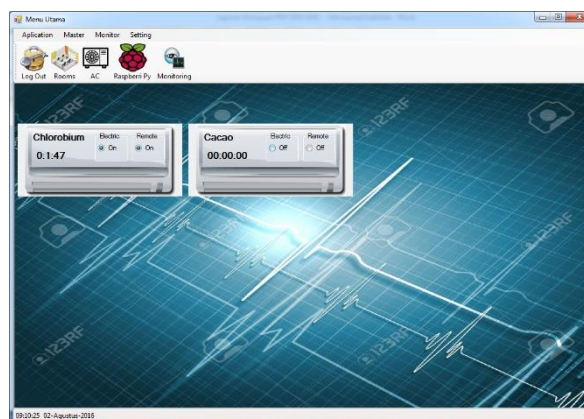 Menu Utama
Aplication Master Monitor Setting
Log Out Rooms AC Raspberri Py Monitoring
Chlorobium Electric Remote
On On
0:1:47
Cacao Electric Remote
Off Off
00:00:00
123RF
123RF
123RF
123RF
09:10:25 02-Agustus-2016